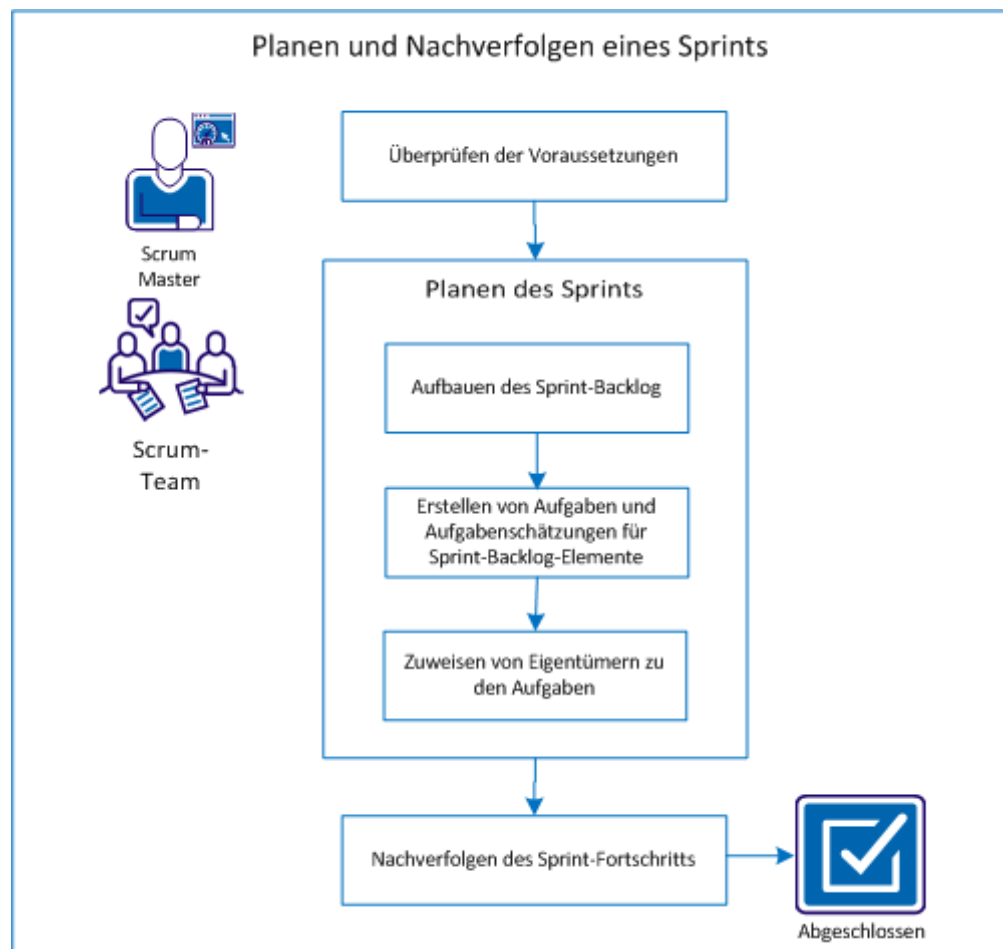 Planen und Nachverfolgen eines Sprints
Überprüfen der Voraussetzungen
Scrum
Master
Scrum-
Team
Planen des Sprints
Aufbauen des Sprint-Backlog
Erstellen von Aufgaben und
Aufgabenschätzungen für
Sprint-Backlog-Elemente
Zuweisen von Eigentümern zu
den Aufgaben
Nachverfolgen des Sprint-Fortschritts
Abgeschlossen